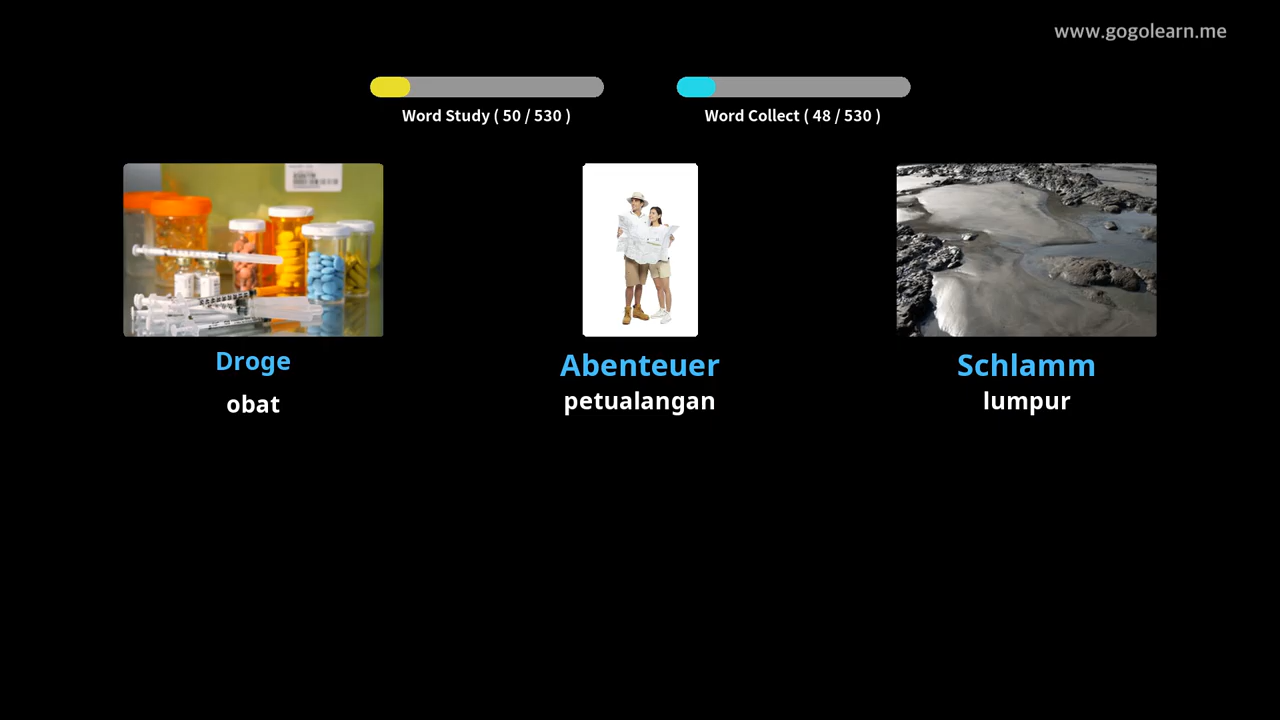 www.gogolearn.me
Word Study ( 50 / 530 )
Word Collect ( 48 / 530 )
Droge
obat
Abenteuer
petualangan
Schlamm
lumpur